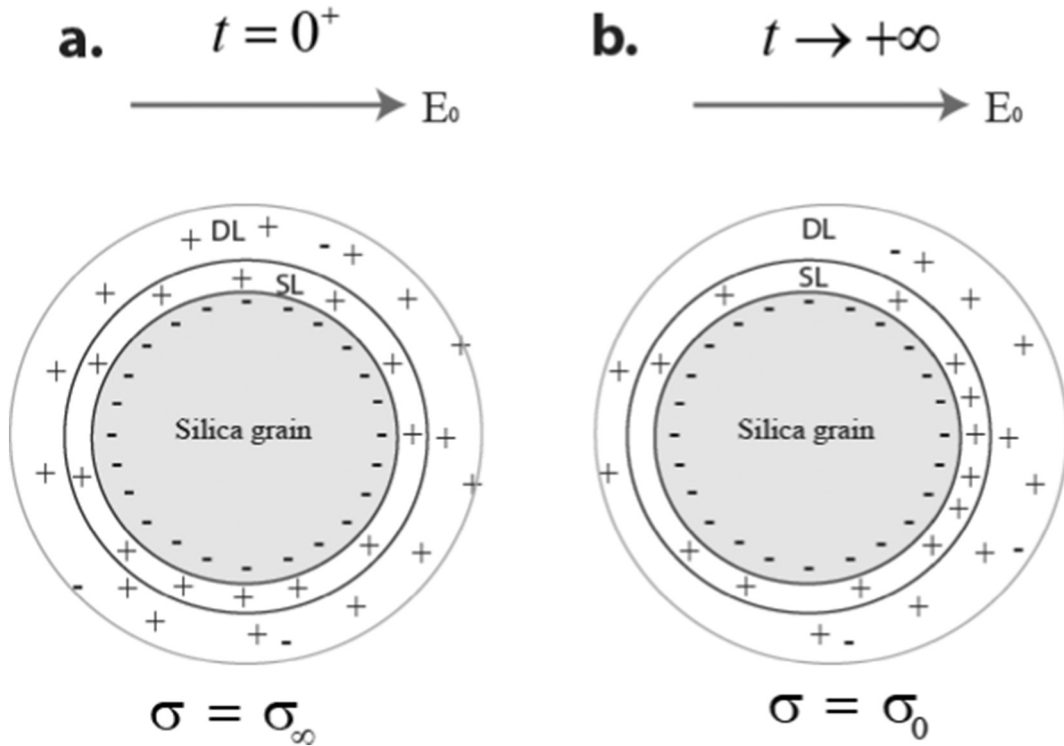 a. t = 0⁺
E₀
DL
SL
Silica grain
σ = σ∞
b. t → +∞
E₀
DL
SL
Silica grain
σ = σ₀